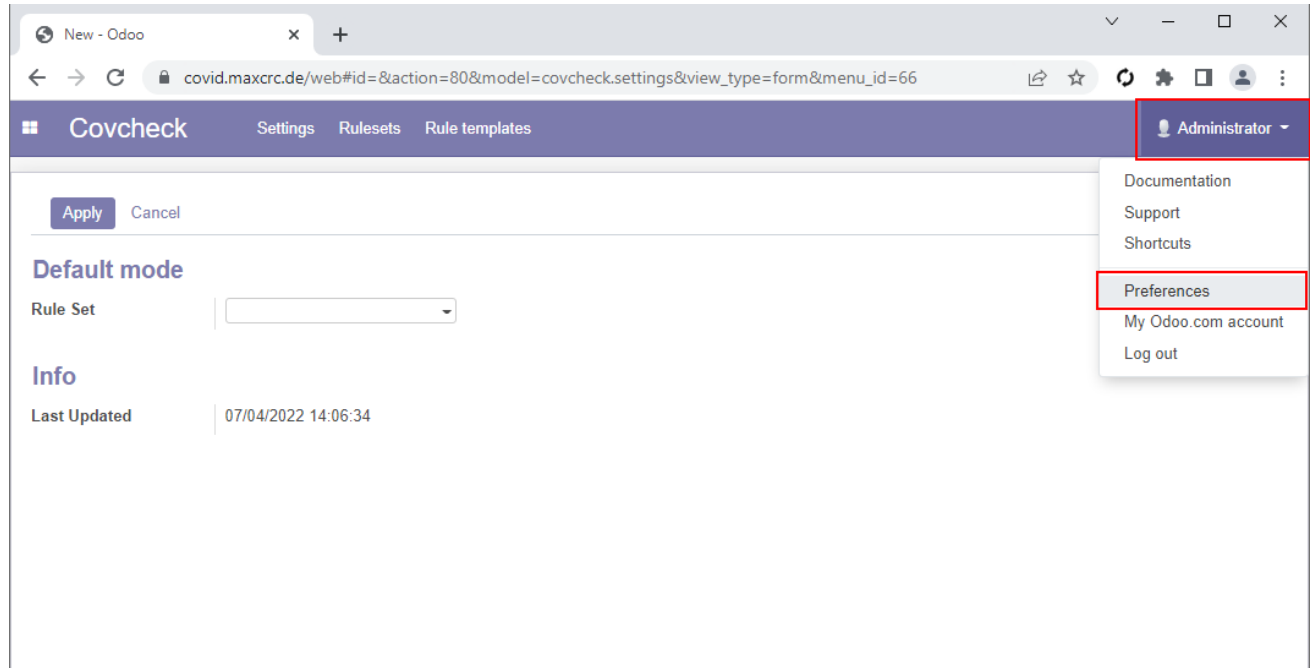 New - Odoo
covid.maxcrc.de/web#id=&action=80&model=covcheck.settings&view_type=form&menu_id=66
Covcheck Settings Rulesets Rule templates Administrator
Documentation
Support
Shortcuts
Preferences
My Odoo.com account
Log out
Apply Cancel
Default mode
Rule Set
Info
Last Updated 07/04/2022 14:06:34